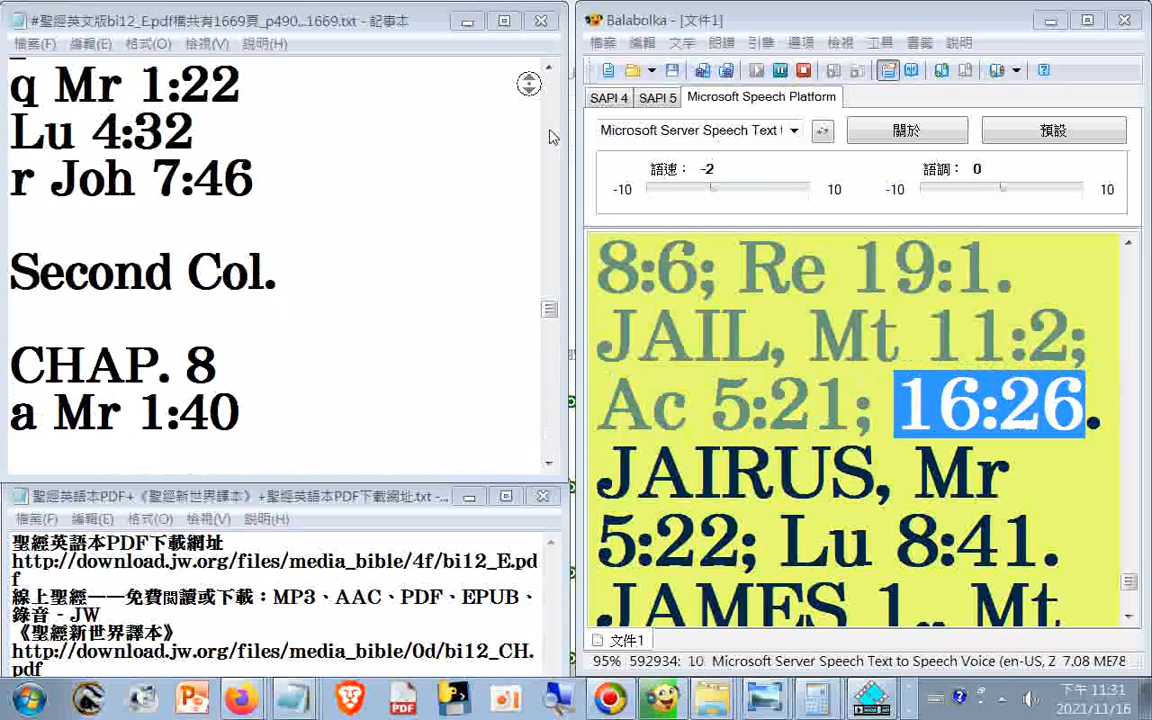 #聖經英文版bi12_E.pdf檔共有1669頁_p490,..1669.txt - 記事本
檔案(F) 編輯(E) 格式(O) 檢視(V) 說明(H)
q Mr 1:22
Lu 4:32
r Joh 7:46
Second Col.
CHAP. 8
a Mr 1:40
聖經英語本PDF+《聖經新世界譯本》+聖經英語本PDF下載網址.txt - ...
檔案(F) 編輯(E) 格式(O) 檢視(V) 說明(H)
聖經英語本PDF下載網址
http://download.jw.org/files/media_bible/4f/bi12_E.pd
f
線上聖經——免費閱讀或下載：MP3、AAC、PDF、EPUB、
錄音 - JW
《聖經新世界譯本》
http://download.jw.org/files/media_bible/0d/bi12_CH.
pdf
Balabolka - [文件1]
檔案 編輯 文字 朗讀 引擎 選項 檢視 工具 書籤 說明
SAPI 4 SAPI 5 Microsoft Speech Platform
Microsoft Server Speech Text 關於 預設
語速： -2 語調： 0
-10 10 -10 10
8:6; Re 19:1.
JAIL, Mt 11:2;
Ac 5:21; 16:26.
JAIRUS, Mr
5:22; Lu 8:41.
JAMES 1., Mt
文件1
95% 592934: 10 Microsoft Server Speech Text to Speech Voice (en-US, Z 7.08 ME78
PDF
下午 11:31
2021/11/16